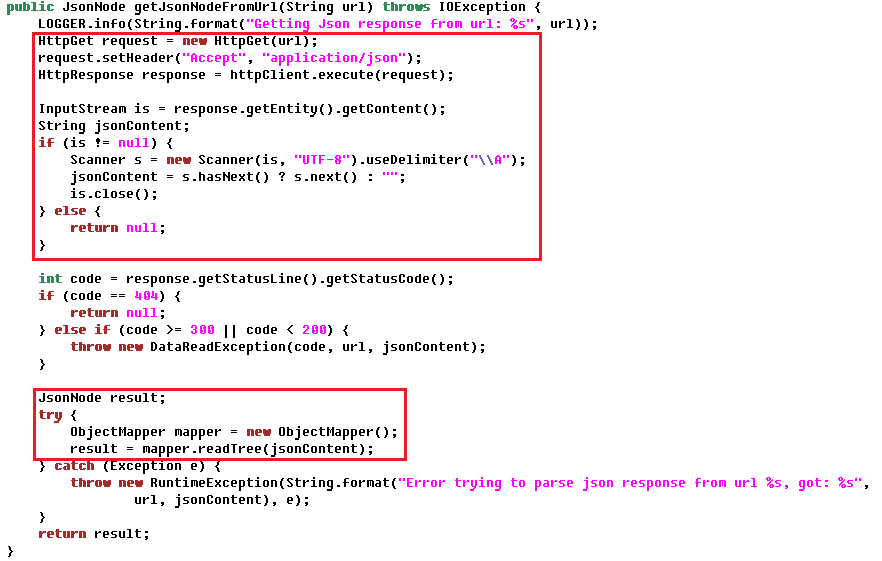 public JsonNode getJsonNodeFromUrl(String url) throws IOException {
    LOGGER.info(String.format("Getting Json response from url: %s", url));
    HttpGet request = new HttpGet(url);
    request.setHeader("Accept", "application/json");
    HttpResponse response = httpClient.execute(request);

    InputStream is = response.getEntity().getContent();
    String jsonContent;
    if (is != null) {
        Scanner s = new Scanner(is, "UTF-8").useDelimiter("\\A");
        jsonContent = s.hasNext() ? s.next() : "";
        is.close();
    } else {
        return null;
    }

    int code = response.getStatusLine().getStatusCode();
    if (code == 404) {
        return null;
    } else if (code >= 300 || code < 200) {
        throw new DataReadException(code, url, jsonContent);
    }

    JsonNode result;
    try {
        ObjectMapper mapper = new ObjectMapper();
        result = mapper.readTree(jsonContent);
    } catch (Exception e) {
        throw new RuntimeException(String.format("Error trying to parse json response from url %s, got: %s",
                url, jsonContent), e);
    }
    return result;
}